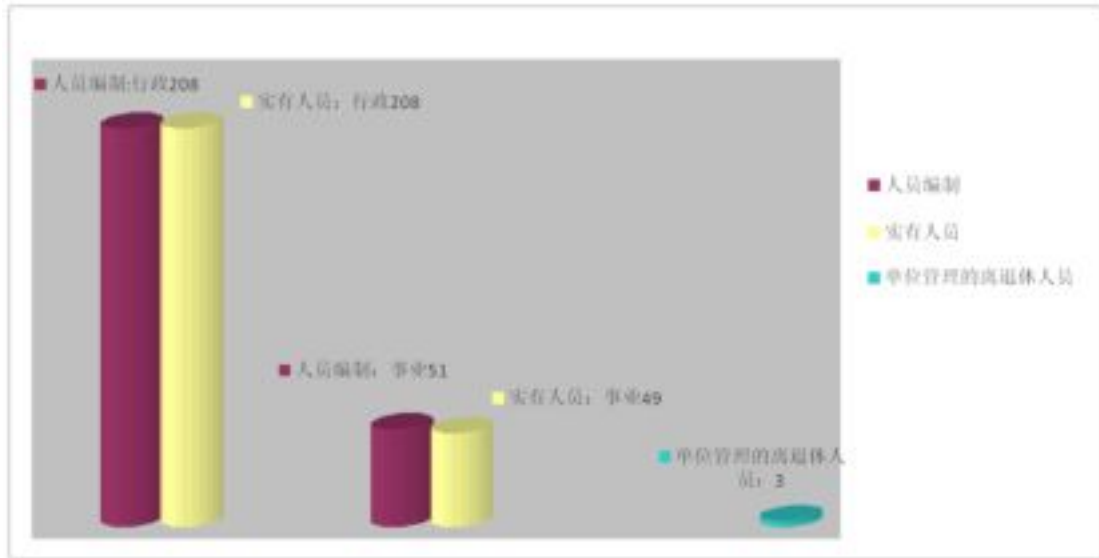 人员编制:行政208
实有人员；行政208
人员编制
实有人员
单位管理的离退休人员
人员编制；事业51
实有人员；事业49
单位管理的离退休人
员；3